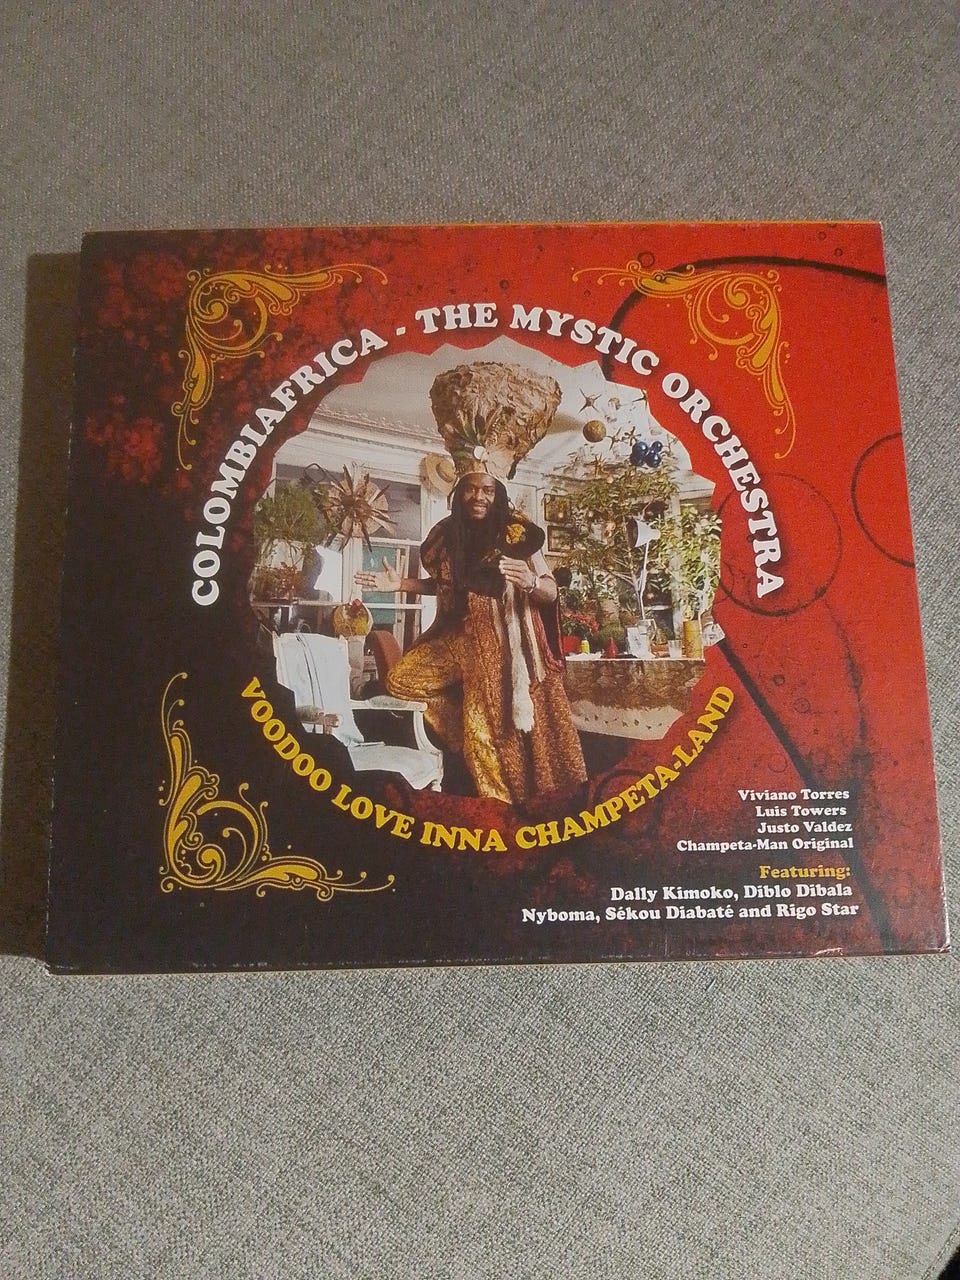 COLOMBIAFRICA - THE MYSTIC ORCHESTRA
VOODOO LOVE INNA CHAMPETA-LAND
Viviano Torres
Luis Towers
Justo Valdez
Champeta-Man Original
Featuring:
Dally Kimoko, Diblo Dibala
Nyboma, Sékou Diabaté and Rigo Star